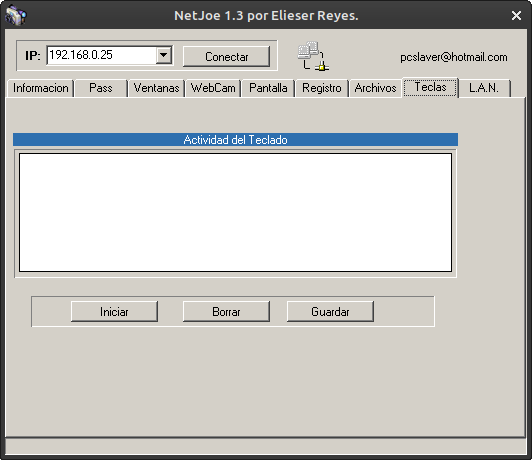 NetJoe 1.3 por Elieser Reyes.
IP: 192.168.0.25 Conectar pcslaver@hotmail.com
Informacion Pass Ventanas WebCam Pantalla Registro Archivos Teclas L.A.N.
Actividad del Teclado
Iniciar Borrar Guardar